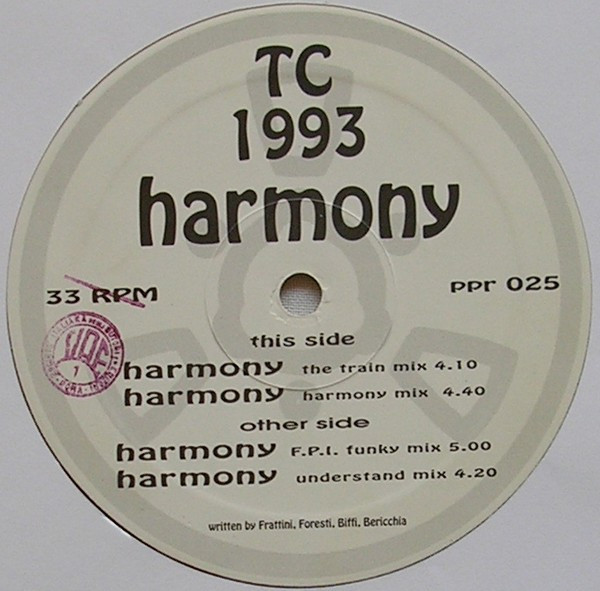 TC
1993
harmony
33 RPM
ppr 025
this side
harmony the train mix 4.10
harmony harmony mix 4.40
other side
harmony F.P.I. funky mix 5.00
harmony understand mix 4.20
written by Frattini, Foresti, Biffi, Bericchia